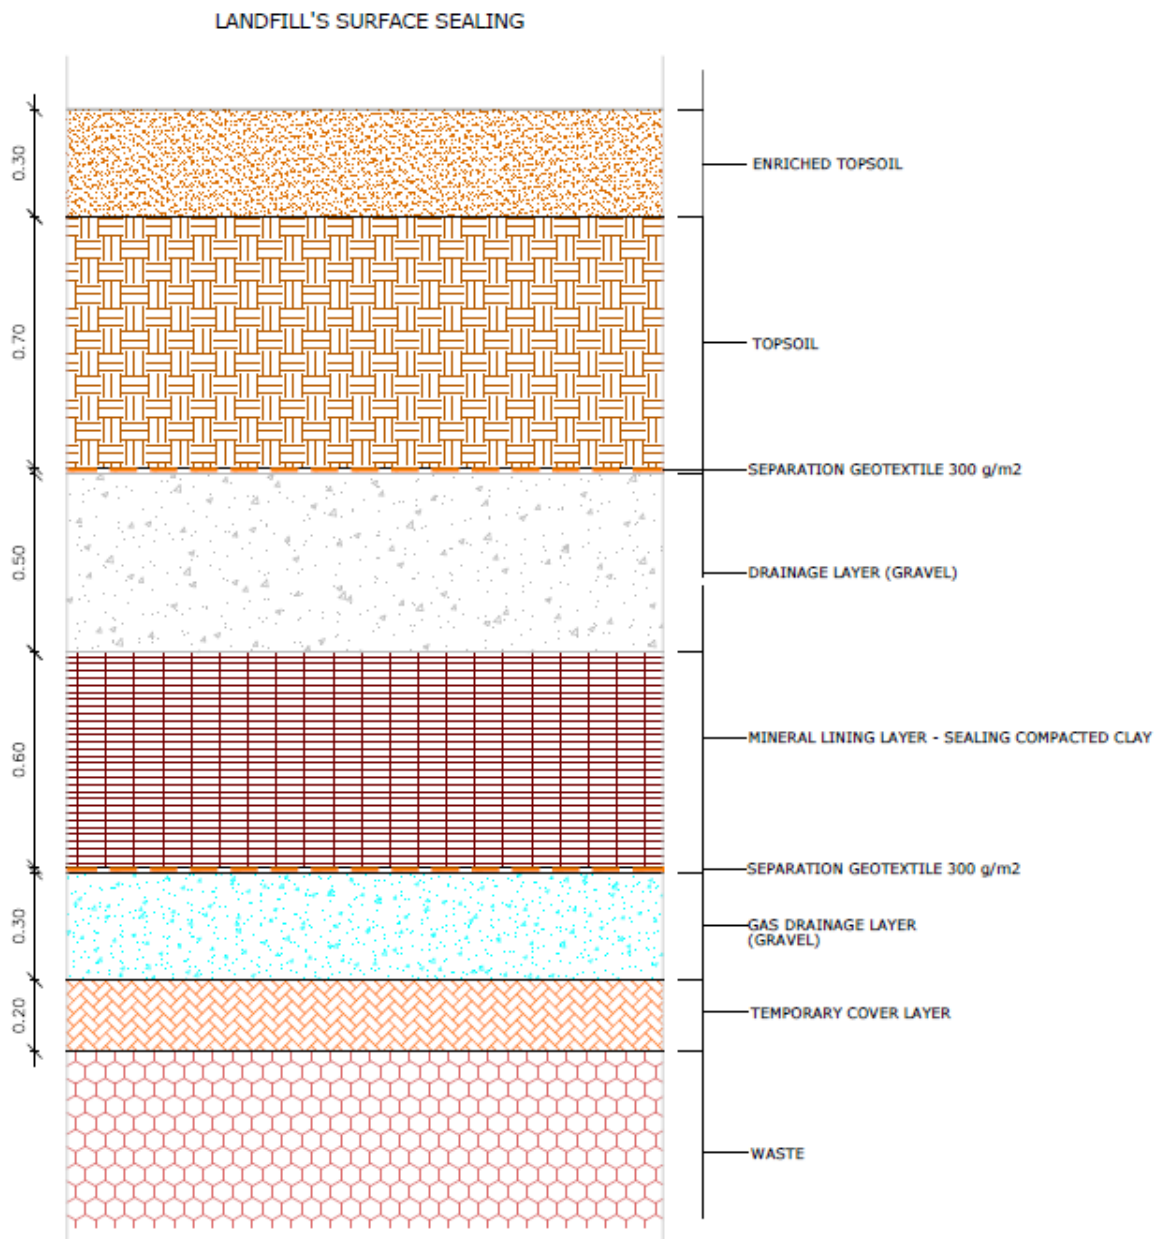 LANDFILL'S SURFACE SEALING
0.30
ENRICHED TOPSOIL
0.70
TOPSOIL
SEPARATION GEOTEXTILE 300 g/m2
0.50
DRAINAGE LAYER (GRAVEL)
0.60
MINERAL LINING LAYER - SEALING COMPACTED CLAY
SEPARATION GEOTEXTILE 300 g/m2
0.30
GAS DRAINAGE LAYER
(GRAVEL)
0.20
TEMPORARY COVER LAYER
WASTE